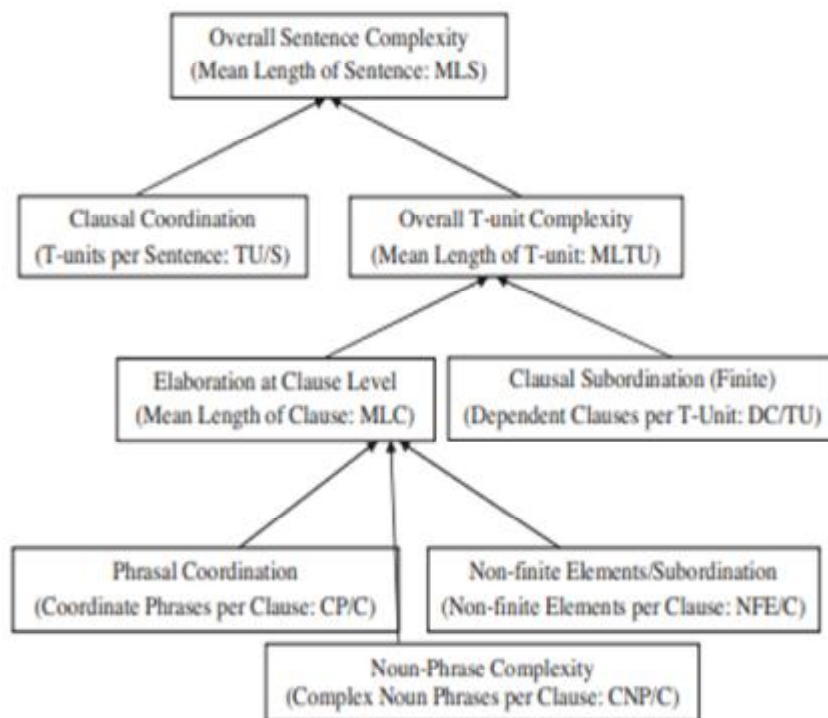 Overall Sentence Complexity
(Mean Length of Sentence: MLS)
Clausal Coordination
(T-units per Sentence: TU/S)
Overall T-unit Complexity
(Mean Length of T-unit: MLTU)
Elaboration at Clause Level
(Mean Length of Clause: MLC)
Clausal Subordination (Finite)
(Dependent Clauses per T-Unit: DC/TU)
Phrasal Coordination
(Coordinate Phrases per Clause: CP/C)
Non-finite Elements/Subordination
(Non-finite Elements per Clause: NFE/C)
Noun-Phrase Complexity
(Complex Noun Phrases per Clause: CNP/C)